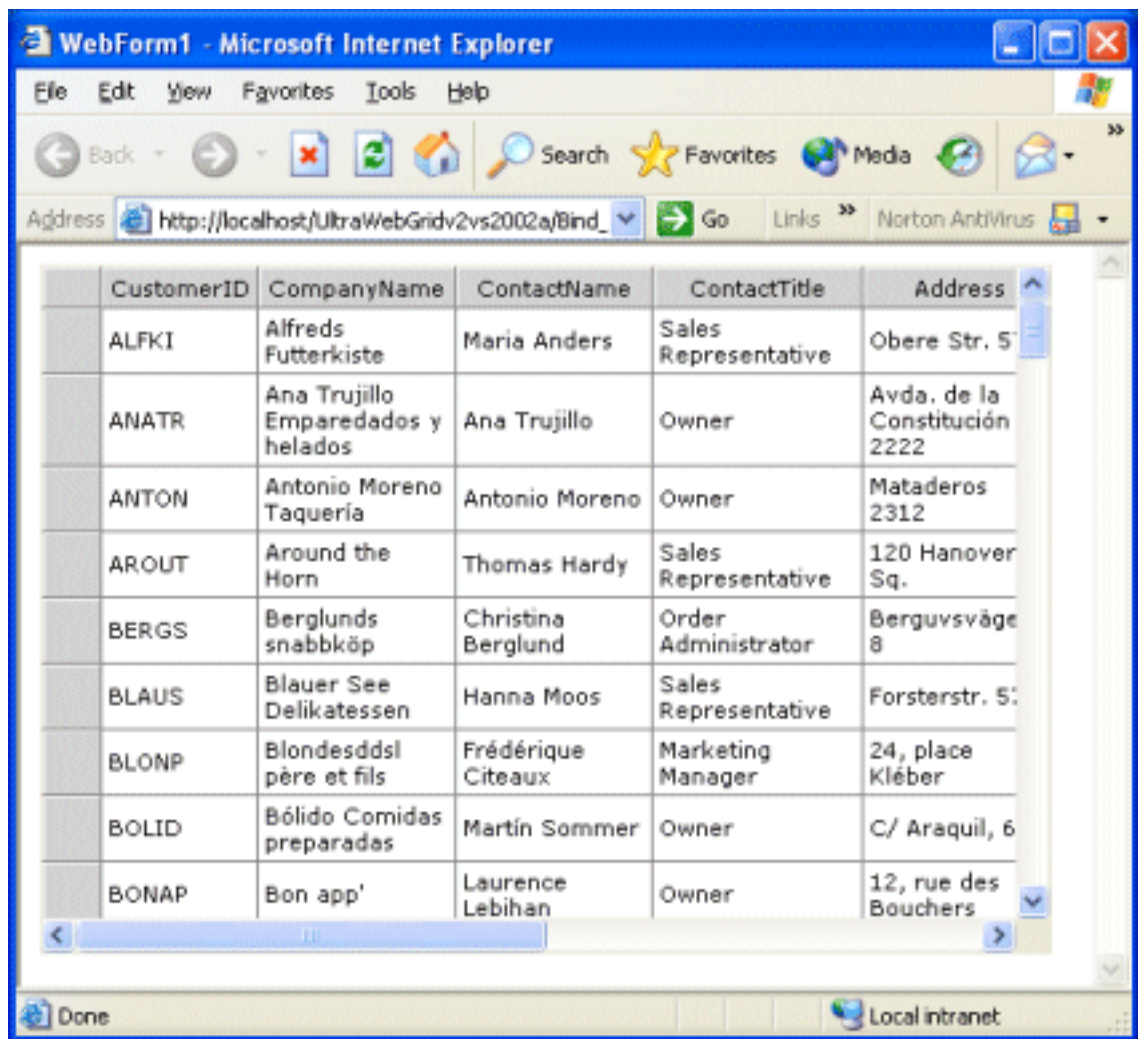 WebForm1 - Microsoft Internet Explorer
File Edit View Favorites Tools Help
Back Search Favorites Media »
Address http://localhost/UltraWebGridv2vs2002a/Bind_ Go Links » Norton AntiVirus
CustomerID CompanyName ContactName ContactTitle Address
ALFKI Alfreds Futterkiste Maria Anders Sales Representative Obere Str.
ANATR Ana Trujillo Emparedados y helados Ana Trujillo Owner Avda. de la Constitución 2222
ANTON Antonio Moreno Taquería Antonio Moreno Owner Mataderos 2312
AROUT Around the Horn Thomas Hardy Sales Representative 120 Hanover Sq.
BERGS Berglunds snabbköp Christina Berglund Order Administrator Berguvsväge 8
BLAUS Blauer See Delikatessen Hanna Moos Sales Representative Forsterstr.
BLONP Blondesddsl père et fils Frédérique Citeaux Marketing Manager 24, place Kléber
BOLID Bólido Comidas preparadas Martín Sommer Owner C/ Araquil, 6
BONAP Bon app' Laurence Lebihan Owner 12, rue des Bouchers
Done Local intranet